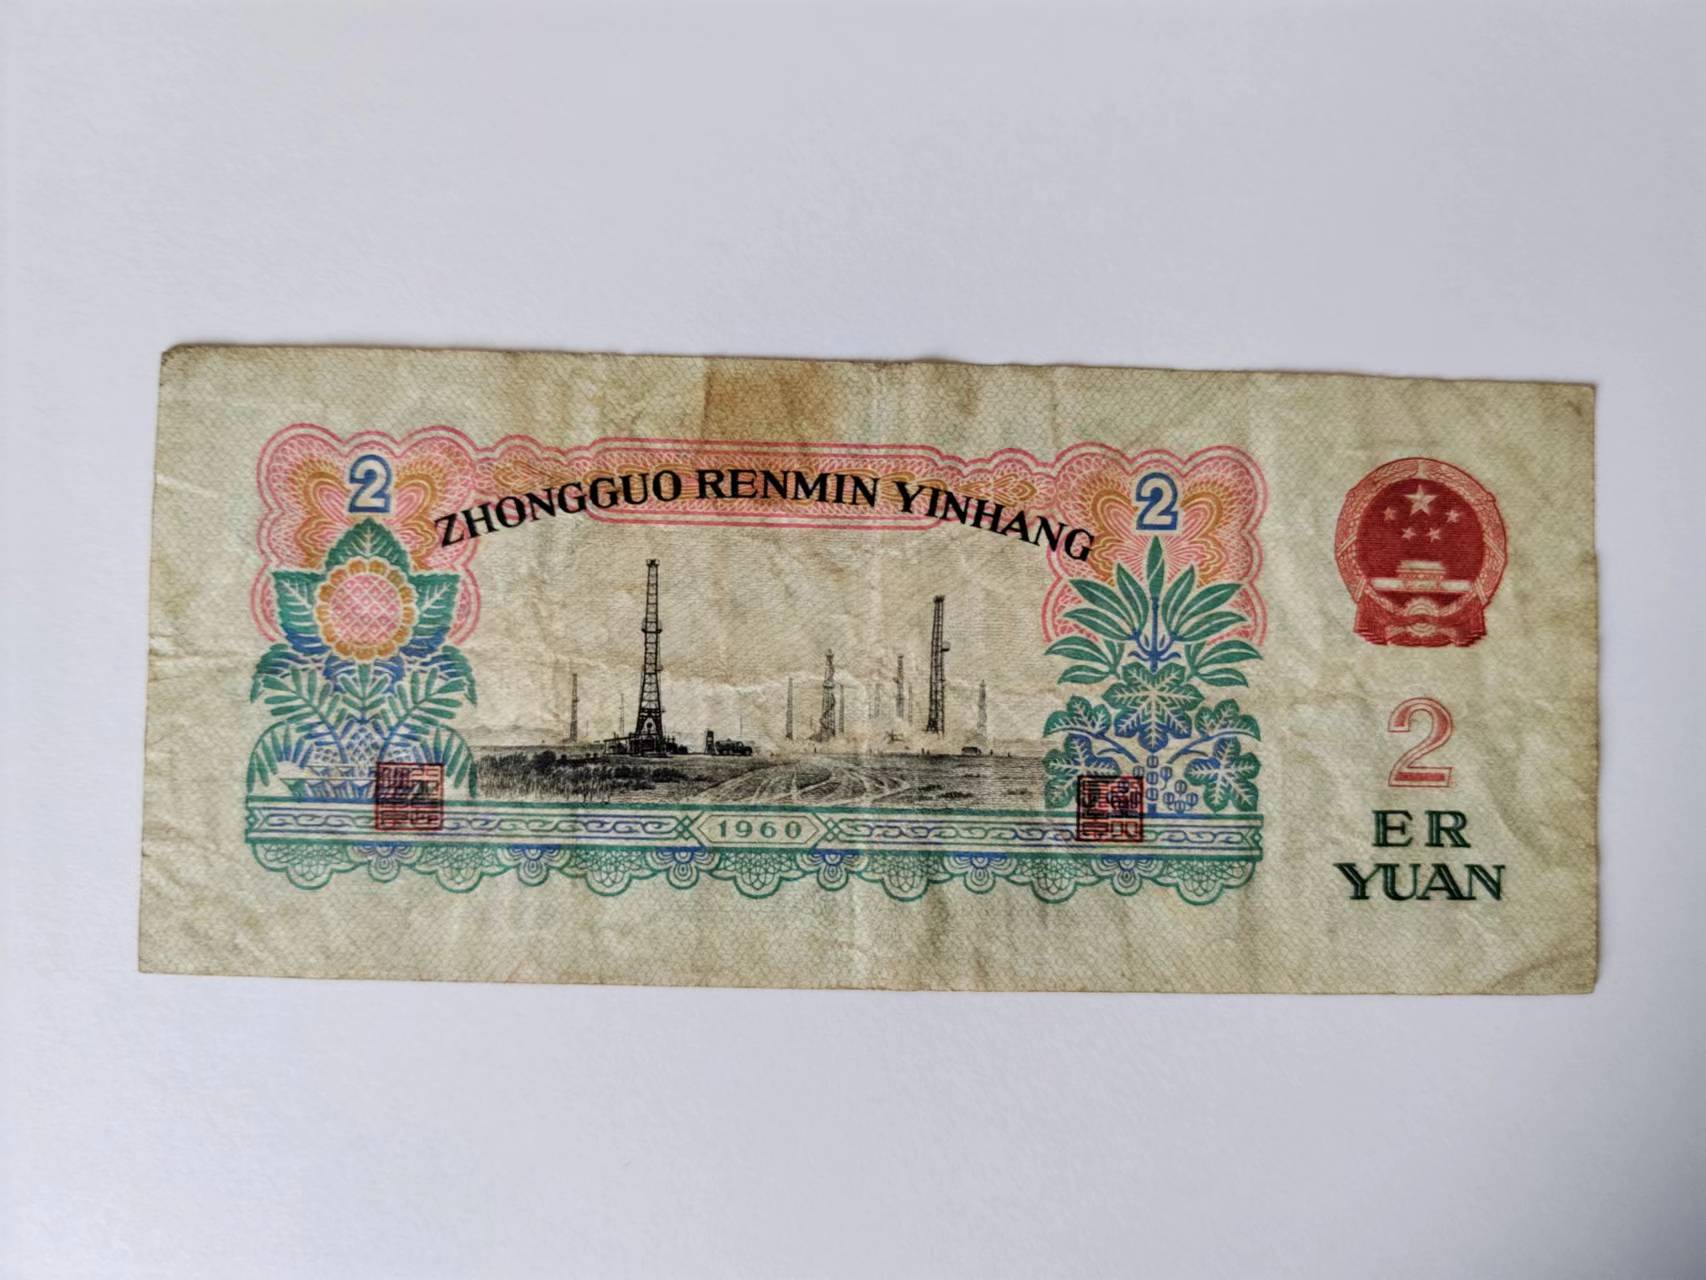 2
ZHONGGUO RENMIN YINHANG
2
1960
2
ER
YUAN